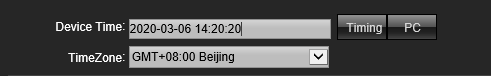 Device Time: 2020-03-06 14:20:20 Timing PC
TimeZone: GMT+08:00 Beijing